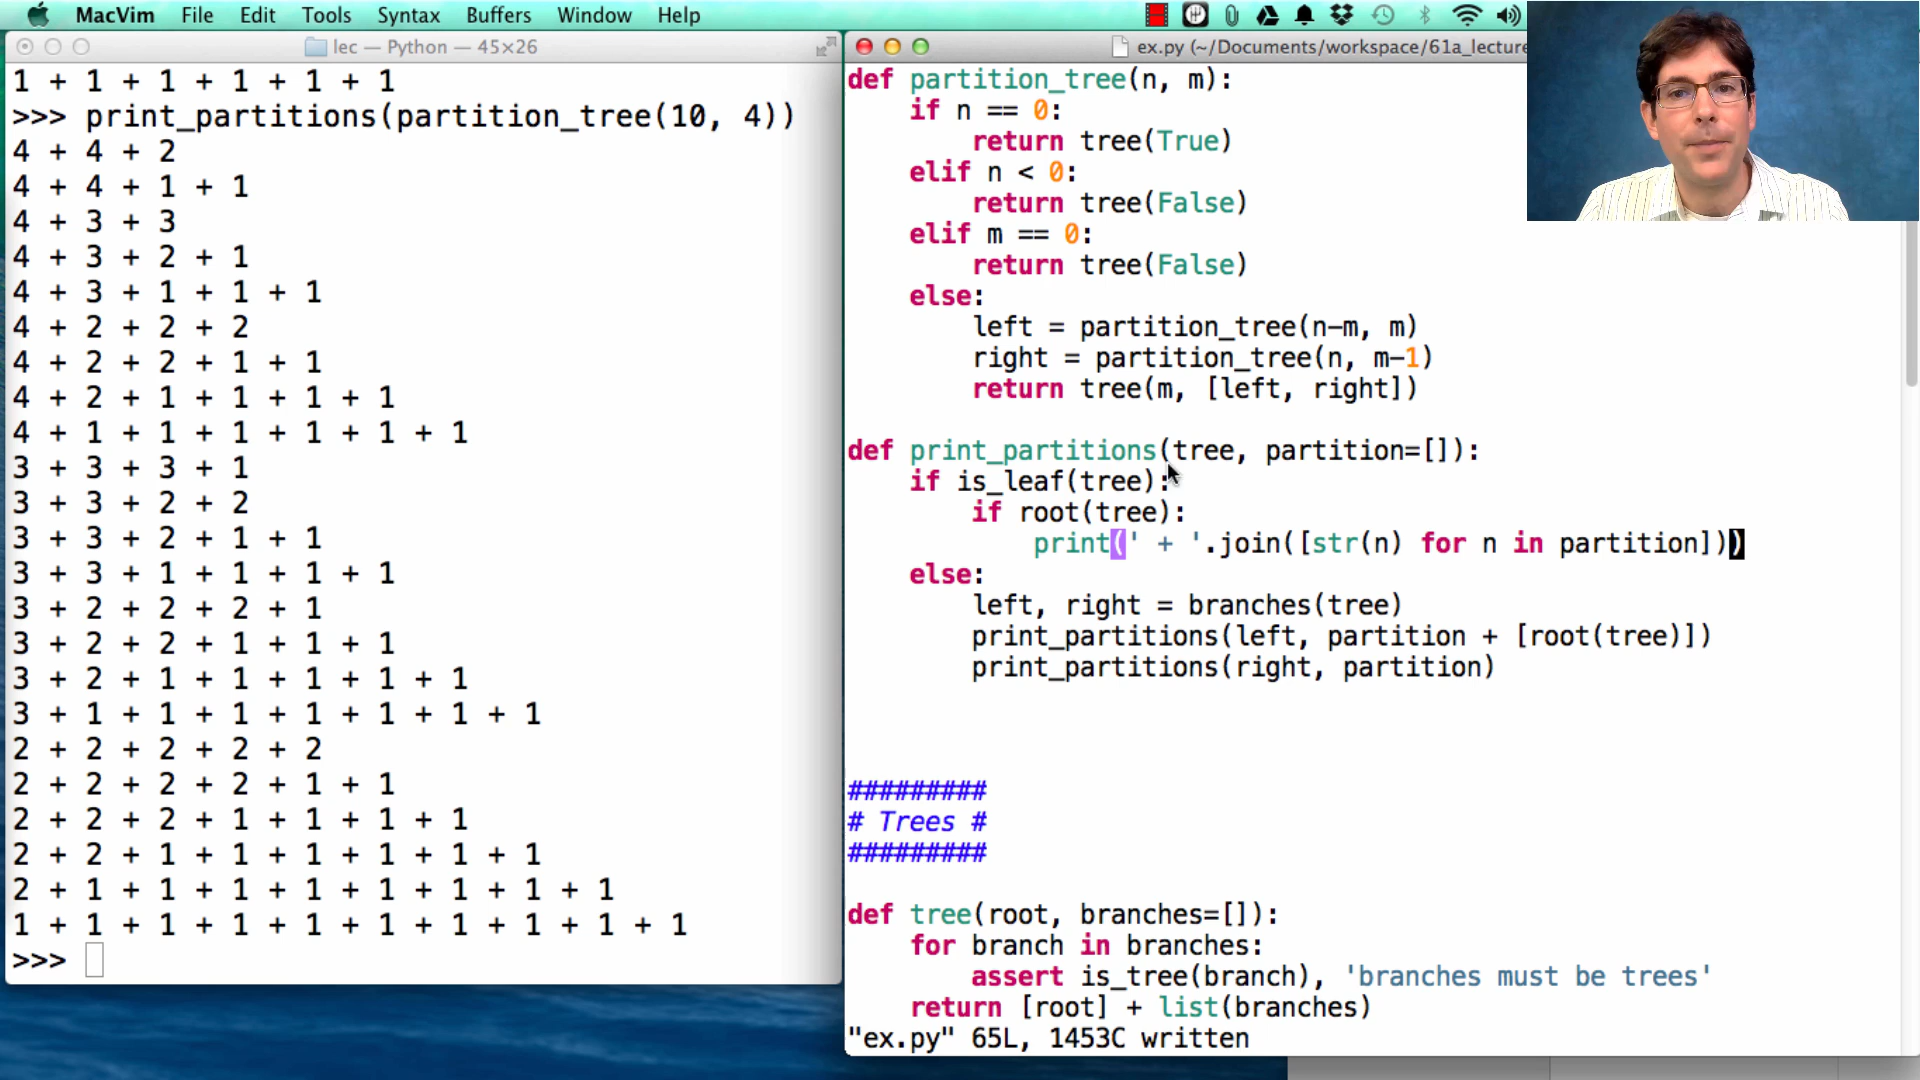 MacVim File Edit Tools Syntax Buffers Window Help
lec — Python — 45×26
1 + 1 + 1 + 1 + 1 + 1
>>> print_partitions(partition_tree(10, 4))
4 + 4 + 2
4 + 4 + 1 + 1
4 + 3 + 3
4 + 3 + 2 + 1
4 + 3 + 1 + 1 + 1
4 + 2 + 2 + 2
4 + 2 + 2 + 1 + 1
4 + 2 + 1 + 1 + 1 + 1
4 + 1 + 1 + 1 + 1 + 1 + 1
3 + 3 + 3 + 1
3 + 3 + 2 + 2
3 + 3 + 2 + 1 + 1
3 + 3 + 1 + 1 + 1 + 1
3 + 2 + 2 + 2 + 1
3 + 2 + 2 + 1 + 1 + 1
3 + 2 + 1 + 1 + 1 + 1 + 1
3 + 1 + 1 + 1 + 1 + 1 + 1 + 1
2 + 2 + 2 + 2 + 2
2 + 2 + 2 + 2 + 1 + 1
2 + 2 + 2 + 1 + 1 + 1 + 1
2 + 2 + 1 + 1 + 1 + 1 + 1 + 1
2 + 1 + 1 + 1 + 1 + 1 + 1 + 1 + 1
1 + 1 + 1 + 1 + 1 + 1 + 1 + 1 + 1 + 1
>>>
ex.py (~/Documents/workspace/61a_lecture
def partition_tree(n, m):
    if n == 0:
        return tree(True)
    elif n < 0:
        return tree(False)
    elif m == 0:
        return tree(False)
    else:
        left = partition_tree(n-m, m)
        right = partition_tree(n, m-1)
        return tree(m, [left, right])
def print_partitions(tree, partition=[]):
    if is_leaf(tree):
        if root(tree):
            print(' + '.join([str(n) for n in partition]))
    else:
        left, right = branches(tree)
        print_partitions(left, partition + [root(tree)])
        print_partitions(right, partition)
#########
# Trees #
#########
def tree(root, branches=[]):
    for branch in branches:
        assert is_tree(branch), 'branches must be trees'
    return [root] + list(branches)
"ex.py" 65L, 1453C written